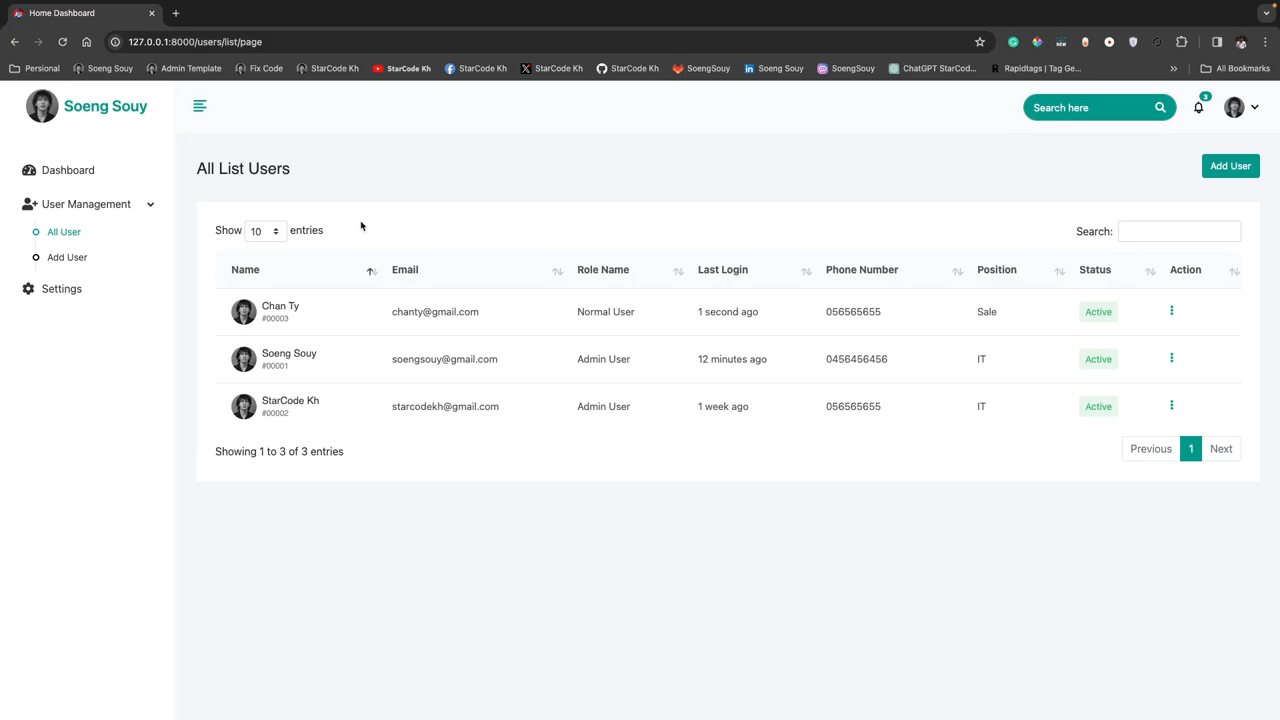 Home Dashboard
127.0.0.1:8000/users/list/page
Personal Soeng Souy Admin Template Fix Code StarCode Kh StarCode Kh StarCode Kh StarCode Kh StarCode Kh SoengSouy Soeng Souy SoengSouy ChatGPT StarCod... Rapidtags | Tag Ge... » All Bookmarks
Soeng Souy
Search here
3
Dashboard
User Management
All User
Add User
Settings
All List Users
Add User
Show 10 entries
Search:
Name Email Role Name Last Login Phone Number Position Status Action
Chan Ty
#00003
chanty@gmail.com Normal User 1 second ago 056565655 Sale Active
Soeng Souy
#00001
soengsouy@gmail.com Admin User 12 minutes ago 0456456456 IT Active
StarCode Kh
#00002
starcodekh@gmail.com Admin User 1 week ago 056565655 IT Active
Showing 1 to 3 of 3 entries
Previous 1 Next